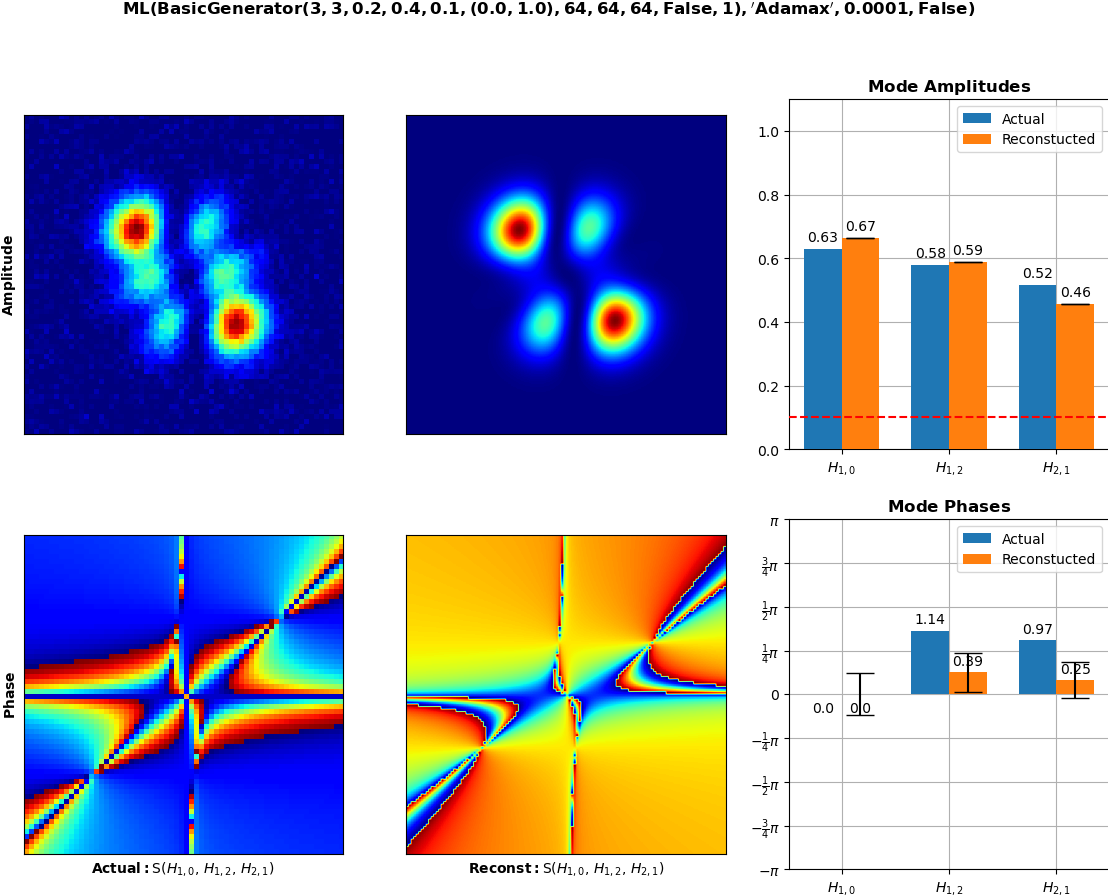 ML(BasicGenerator(3, 3, 0.2, 0.4, 0.1, (0.0, 1.0), 64, 64, 64, False, 1), ′Adamax′, 0.0001, False)
Amplitude
Mode Amplitudes
Actual
Reconstucted
1.0
0.8
0.6
0.4
0.2
0.0
0.63
0.67
0.58
0.59
0.52
0.46
H1,0
H1,2
H2,1
Phase
Actual: S(H1,0, H1,2, H2,1)
Reconst: S(H1,0, H1,2, H2,1)
Mode Phases
Actual
Reconstucted
π
3/4π
1/2π
1/4π
0
−1/4π
−1/2π
−3/4π
−π
0.0
0.0
1.14
0.39
0.97
0.25
H1,0
H1,2
H2,1